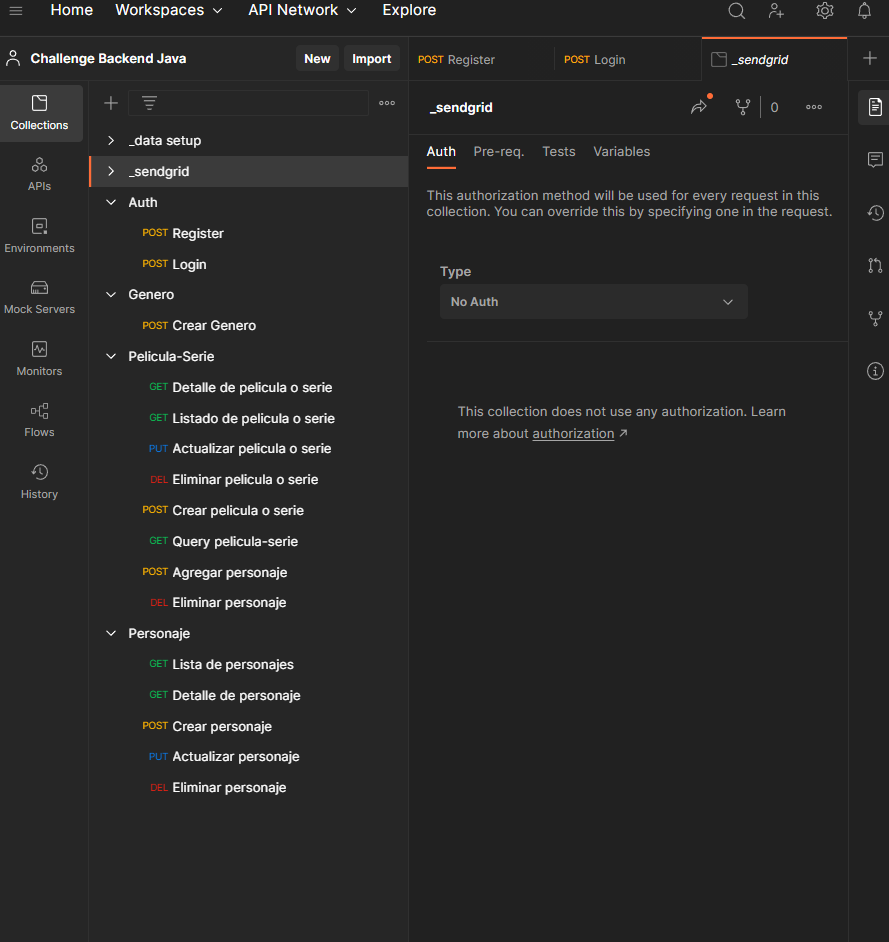 Home Workspaces API Network Explore
Challenge Backend Java New Import
POST Register POST Login _sendgrid
Collections
APIs
Environments
Mock Servers
Monitors
Flows
History
_data setup
_sendgrid
Auth
POST Register
POST Login
Genero
POST Crear Genero
Pelicula-Serie
GET Detalle de pelicula o serie
GET Listado de pelicula o serie
PUT Actualizar pelicula o serie
DEL Eliminar pelicula o serie
POST Crear pelicula o serie
GET Query pelicula-serie
POST Agregar personaje
DEL Eliminar personaje
Personaje
GET Lista de personajes
GET Detalle de personaje
POST Crear personaje
PUT Actualizar personaje
DEL Eliminar personaje
_sendgrid 0
Auth Pre-req. Tests Variables
This authorization method will be used for every request in this
collection. You can override this by specifying one in the request.
Type
No Auth
This collection does not use any authorization. Learn
more about authorization ↗